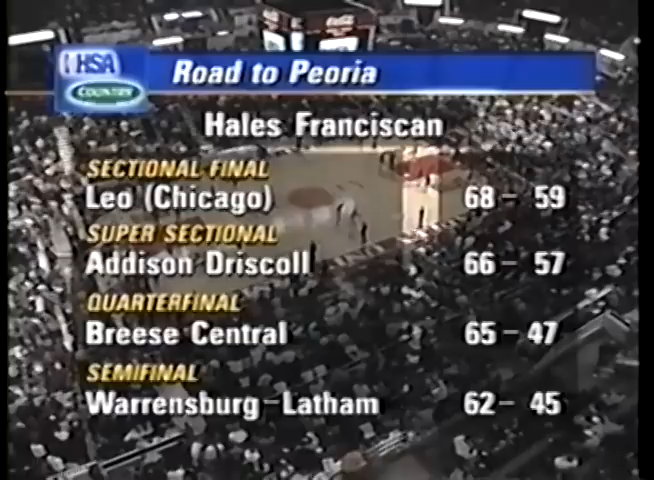 IHSA
COUNTRY
Road to Peoria
Hales Franciscan
SECTIONAL FINAL
Leo (Chicago) 68 - 59
SUPER SECTIONAL
Addison Driscoll 66 - 57
QUARTERFINAL
Breese Central 65 - 47
SEMIFINAL
Warrensburg-Latham 62 - 45